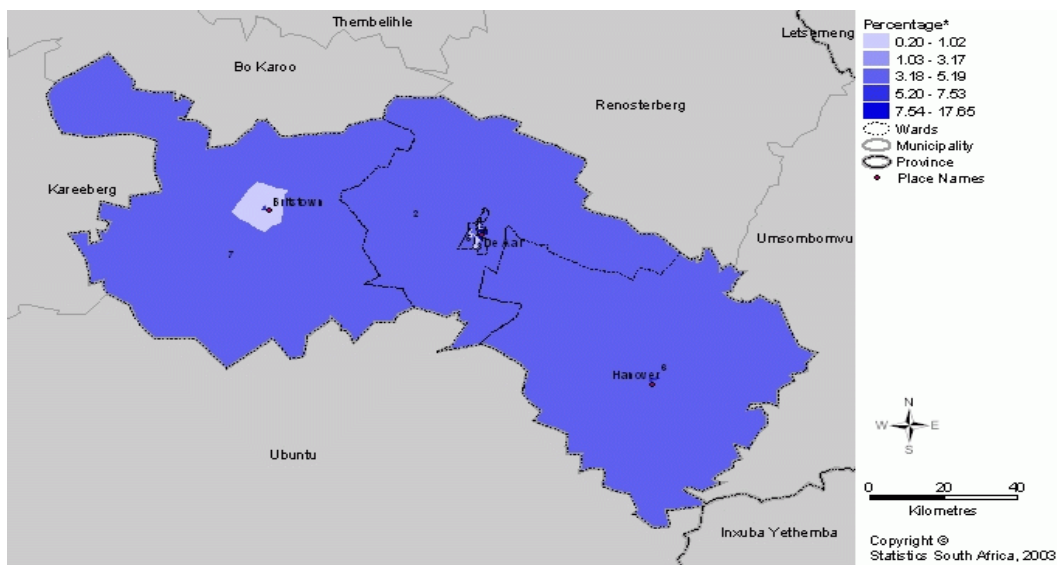 Thembelihle
Letsemeng
Bo Karoo
Renosterberg
Kareeberg
Britstown
2
De Aar
Umsombomvu
7
Hanover
6
Ubuntu
Inxuba Yethemba
Percentage*
0.20 - 1.02
1.03 - 3.17
3.18 - 5.19
5.20 - 7.53
7.54 - 17.65
Wards
Municipality
Province
Place Names
N
W E
S
0 20 40
Kilometres
Copyright ©
Statistics South Africa, 2003